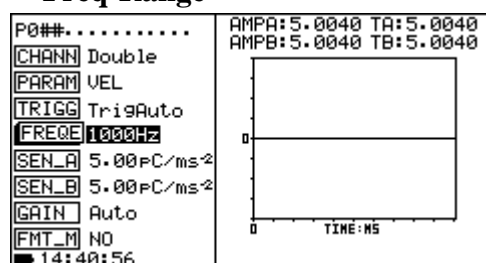 P0##...........
CHANN Double
PARAM VEL
TRIGG TrigAuto
FREQE 1000Hz
SEN_A 5.00PC/ms-2
SEN_B 5.00PC/ms-2
GAIN Auto
FMT_M NO
14:40:56
AMPA:5.0040 TA:5.0040
AMPB:5.0040 TB:5.0040
0
0 TIME:MS